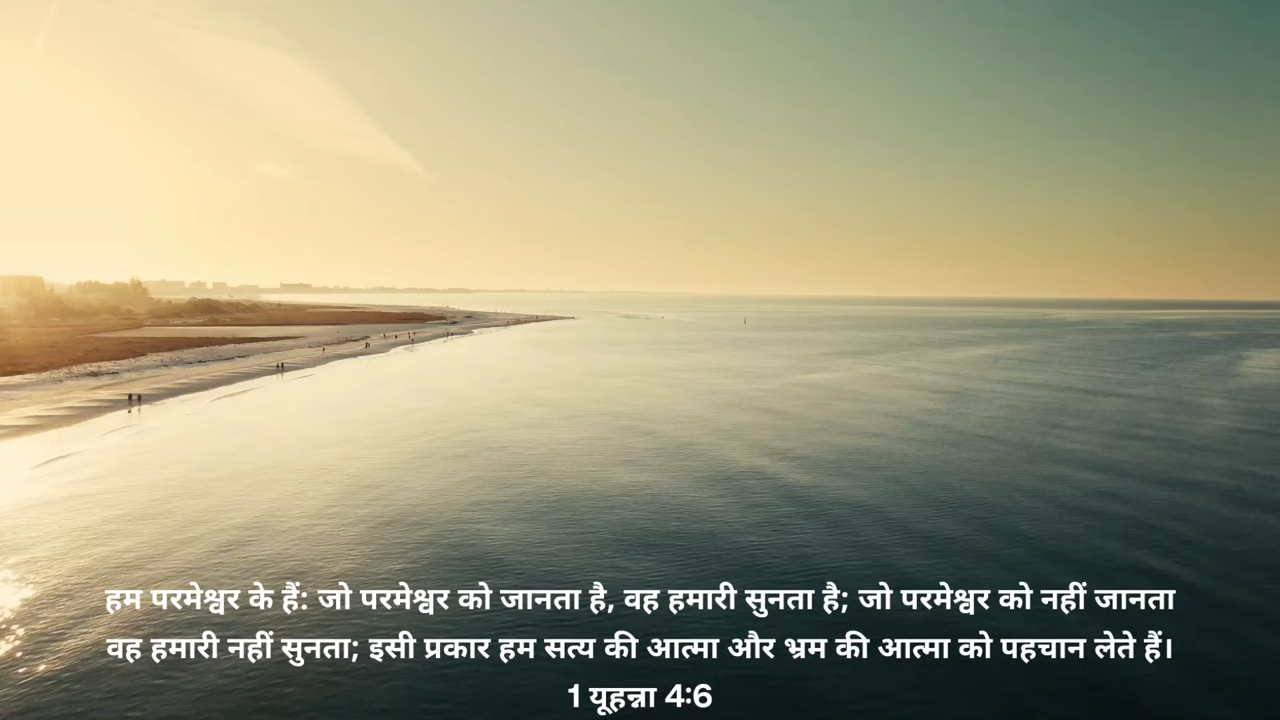 हम परमेश्वर के हैं: जो परमेश्वर को जानता है, वह हमारी सुनता है; जो परमेश्वर को नहीं जानता
वह हमारी नहीं सुनता; इसी प्रकार हम सत्य की आत्मा और भ्रम की आत्मा को पहचान लेते हैं।
1 यूहन्ना 4:6